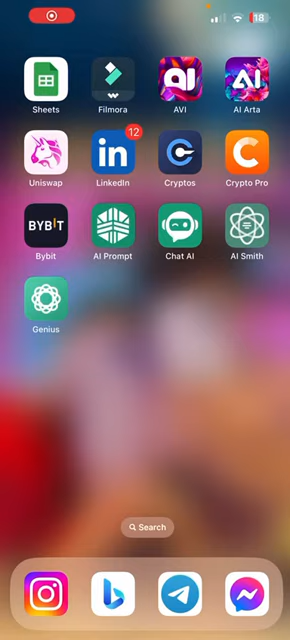 18
Sheets Filmora AVI AI Arta
12
Uniswap LinkedIn Cryptos Crypto Pro
BYBIT
Bybit AI Prompt Chat AI AI Smith
Genius
Search